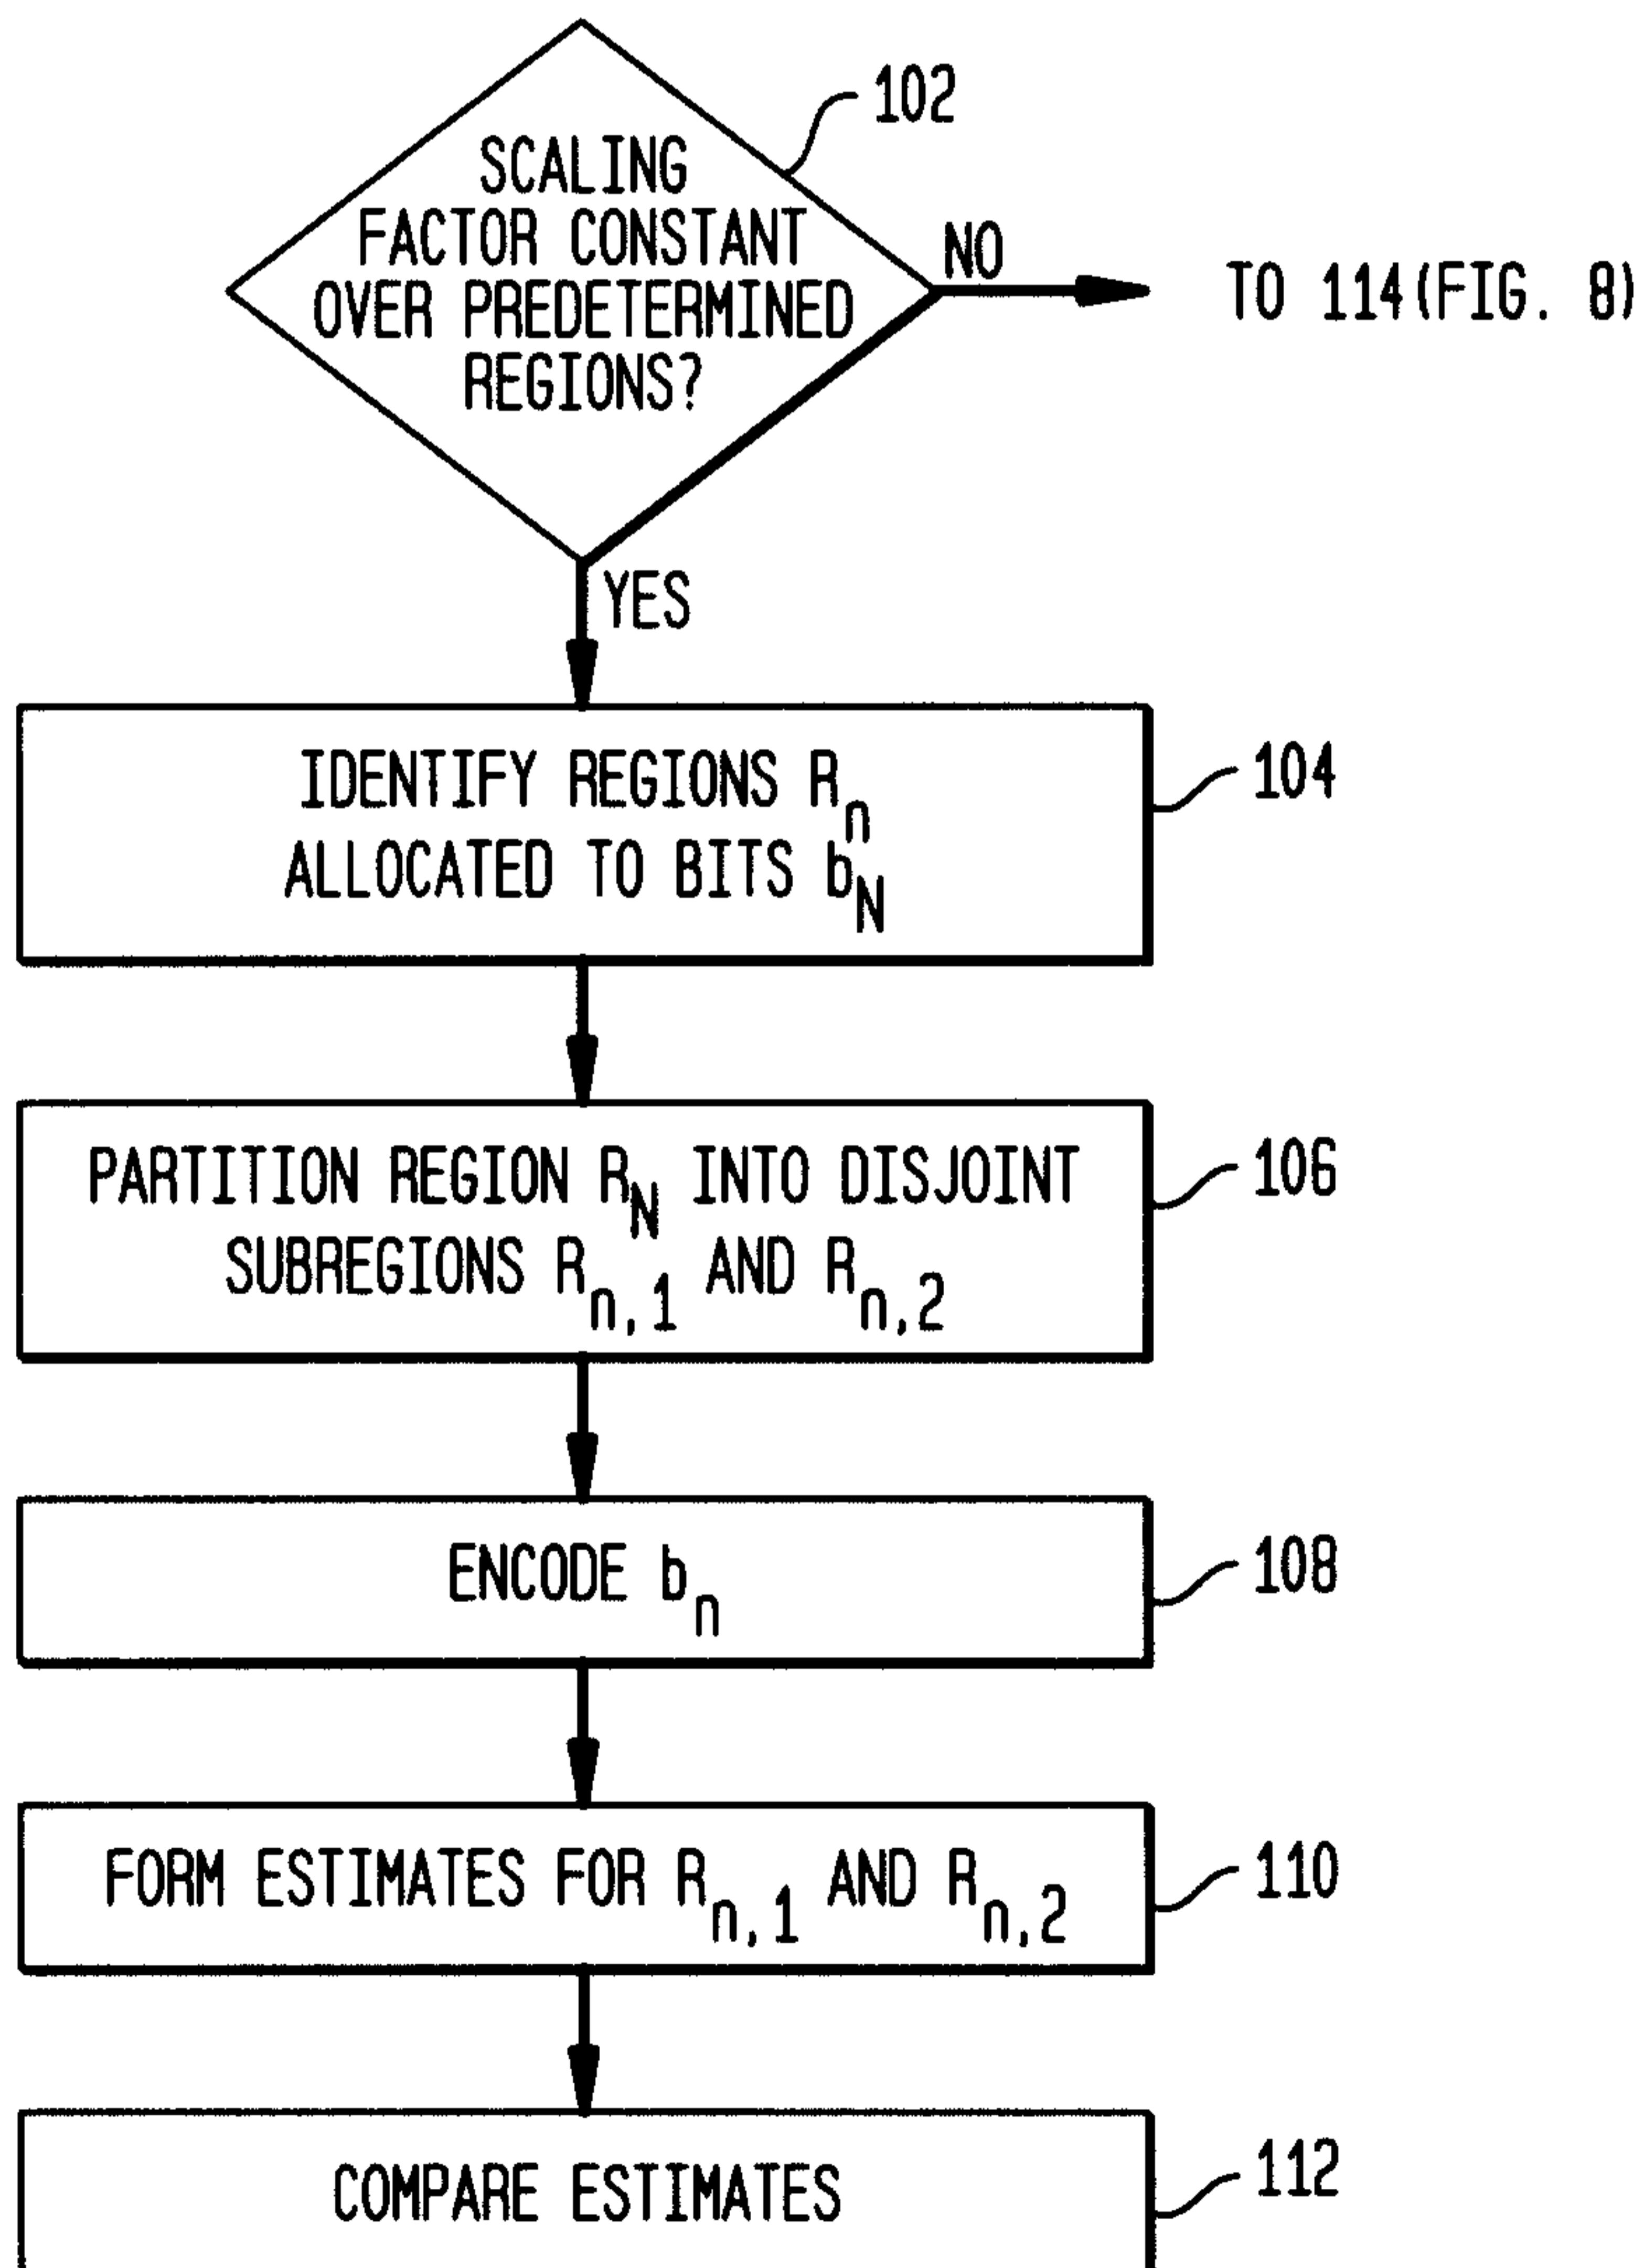 102
SCALING
FACTOR CONSTANT
OVER PREDETERMINED
REGIONS?
NO
TO 114(FIG. 8)
YES
IDENTIFY REGIONS Rn
ALLOCATED TO BITS bN
104
PARTITION REGION RN INTO DISJOINT
SUBREGIONS Rn,1 AND Rn,2
106
ENCODE bn
108
FORM ESTIMATES FOR Rn,1 AND Rn,2
110
COMPARE ESTIMATES
112